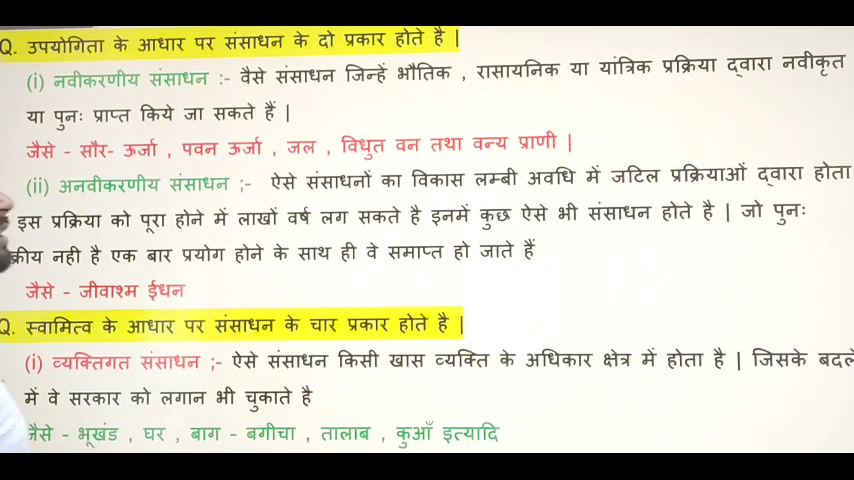 Q. उपयोगिता के आधार पर संसाधन के दो प्रकार होते है |
(i) नवीकरणीय संसाधन :- वैसे संसाधन जिन्हें भौतिक , रासायनिक या यांत्रिक प्रक्रिया द्वारा नवीकृत
या पुनः प्राप्त किये जा सकते हैं |
जैसे - सौर- ऊर्जा , पवन ऊर्जा , जल , विधुत वन तथा वन्य प्राणी |
(ii) अनवीकरणीय संसाधन ;- ऐसे संसाधनों का विकास लम्बी अवधि में जटिल प्रक्रियाओं द्वारा होता
इस प्रक्रिया को पूरा होने में लाखों वर्ष लग सकते है इनमें कुछ ऐसे भी संसाधन होते है | जो पुनः
नही है एक बार प्रयोग होने के साथ ही वे समाप्त हो जाते हैं
जैसे - जीवाश्म ईधन
Q. स्वामित्व के आधार पर संसाधन के चार प्रकार होते है |
(i) व्यक्तिगत संसाधन ;- ऐसे संसाधन किसी खास व्यक्ति के अधिकार क्षेत्र में होता है | जिसके बदले
में वे सरकार को लगान भी चुकाते है
जैसे - भूखंड , घर , बाग - बगीचा , तालाब , कुआँ इत्यादि